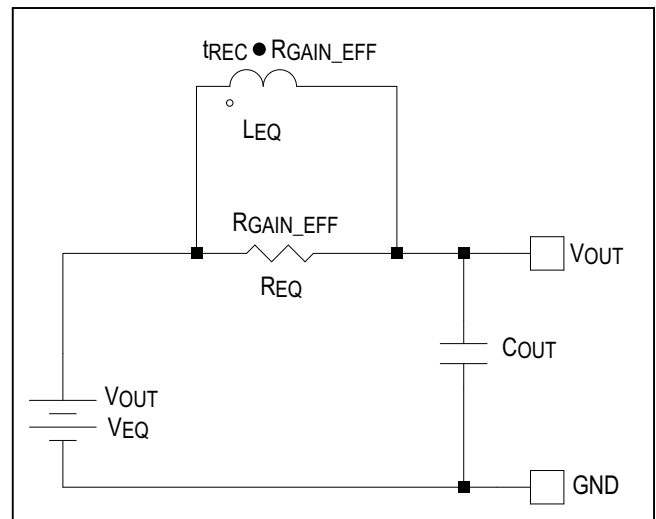 tREC ● RGAIN_EFF
LEQ
RGAIN_EFF
REQ
VOUT
COUT
VOUT
VEQ
GND